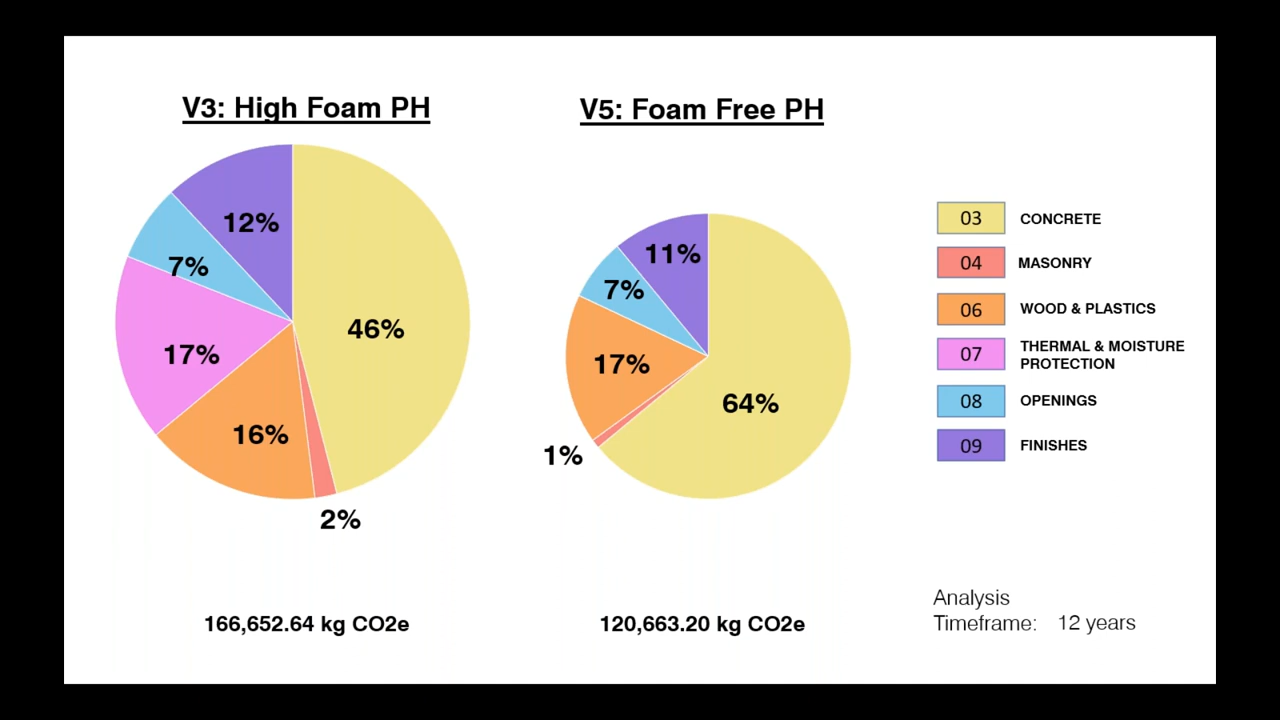 V3: High Foam PH
12%
7%
17%
46%
16%
2%
166,652.64 kg CO2e
V5: Foam Free PH
11%
7%
17%
64%
1%
120,663.20 kg CO2e
03 CONCRETE
04 MASONRY
06 WOOD & PLASTICS
07 THERMAL & MOISTURE
PROTECTION
08 OPENINGS
09 FINISHES
Analysis
Timeframe: 12 years